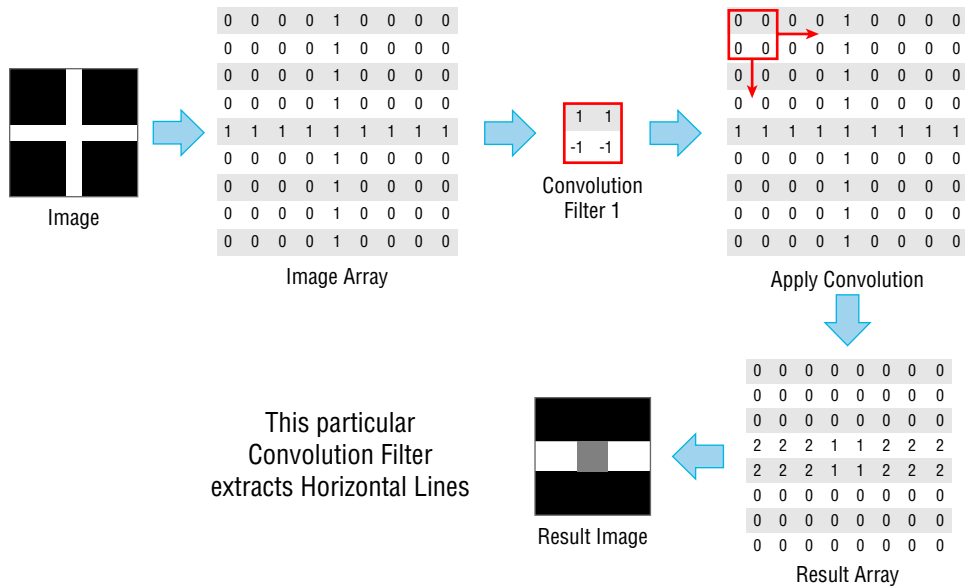 0 0 0 0 1 0 0 0 0
0 0 0 0 1 0 0 0 0
0 0 0 0 1 0 0 0 0
0 0 0 0 1 0 0 0 0
1 1 1 1 1 1 1 1 1
0 0 0 0 1 0 0 0 0
0 0 0 0 1 0 0 0 0
0 0 0 0 1 0 0 0 0
0 0 0 0 1 0 0 0 0
Image
Image Array
1 1
-1 -1
Convolution
Filter 1
0 0 0 0 1 0 0 0 0
0 0 0 0 1 0 0 0 0
0 0 0 0 1 0 0 0 0
0 0 0 0 1 0 0 0 0
1 1 1 1 1 1 1 1 1
0 0 0 0 1 0 0 0 0
0 0 0 0 1 0 0 0 0
0 0 0 0 1 0 0 0 0
0 0 0 0 1 0 0 0 0
Apply Convolution
0 0 0 0 0 0 0 0
0 0 0 0 0 0 0 0
0 0 0 0 0 0 0 0
2 2 2 1 1 2 2 2
2 2 2 1 1 2 2 2
0 0 0 0 0 0 0 0
0 0 0 0 0 0 0 0
0 0 0 0 0 0 0 0
Result Array
Result Image
This particular
Convolution Filter
extracts Horizontal Lines